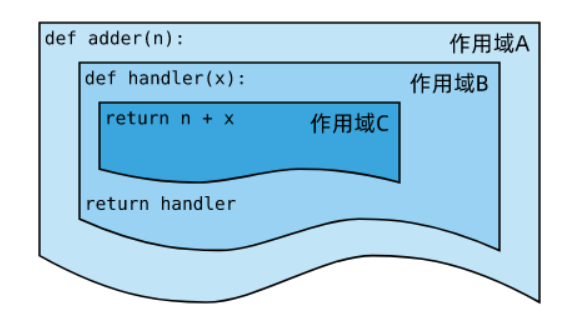 def adder(n): 作用域A
def handler(x): 作用域B
return n + x 作用域C
return handler